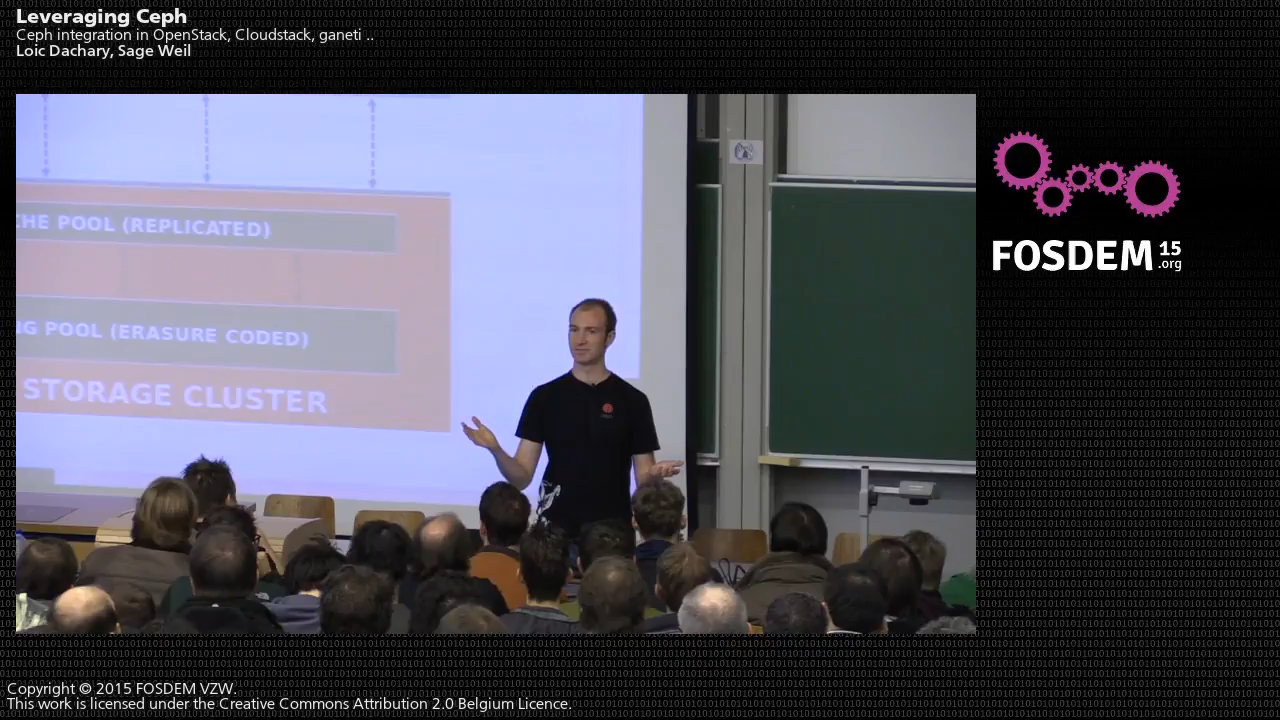 Leveraging Ceph
Ceph integration in OpenStack, Cloudstack, ganeti ..
Loic Dachary, Sage Weil
CHE POOL (REPLICATED)
NG POOL (ERASURE CODED)
STORAGE CLUSTER
FOSDEM 15
.org
Copyright © 2015 FOSDEM VZW.
This work is licensed under the Creative Commons Attribution 2.0 Belgium Licence.